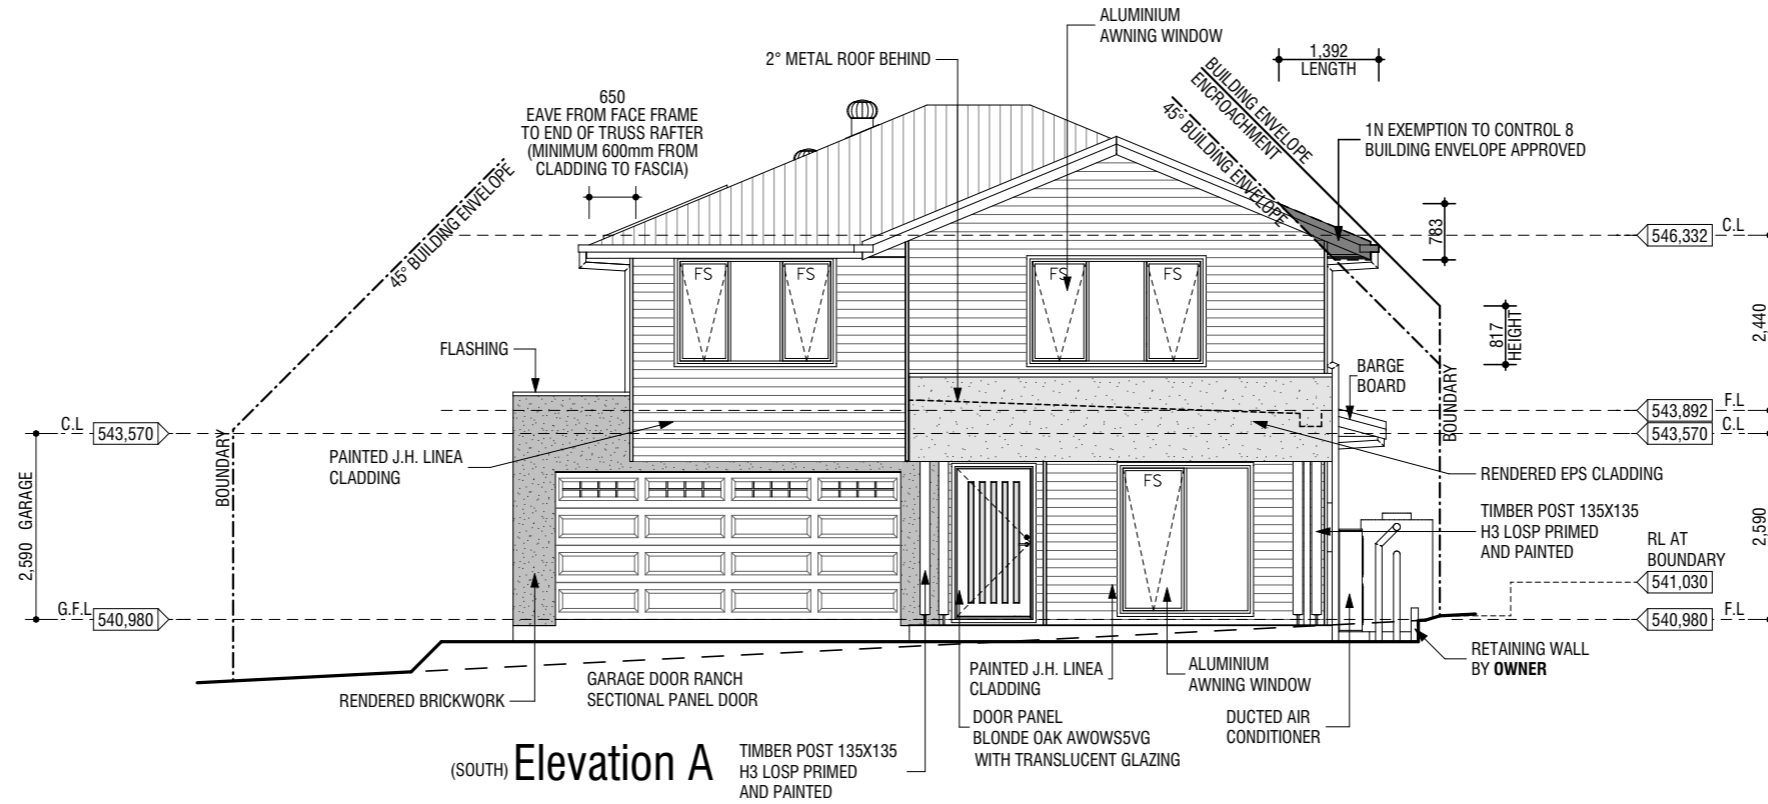 ALUMINIUM
AWNING WINDOW
2° METAL ROOF BEHIND
1,392
LENGTH
650
EAVE FROM FACE FRAME
TO END OF TRUSS RAFTER
(MINIMUM 600mm FROM
CLADDING TO FASCIA)
BUILDING ENVELOPE
ENCROACHMENT
45° BUILDING ENVELOPE
1N EXEMPTION TO CONTROL 8
BUILDING ENVELOPE APPROVED
45° BUILDING ENVELOPE
783
546,332
C.L
FS
FS
FS
FS
817
HEIGHT
2,440
FLASHING
BARGE
BOARD
543,892
F.L
C.L
543,570
543,570
C.L
BOUNDARY
BOUNDARY
PAINTED J.H. LINEA
CLADDING
RENDERED EPS CLADDING
FS
2,590 GARAGE
TIMBER POST 135X135
H3 LOSP PRIMED
AND PAINTED
2,590
RL AT
BOUNDARY
541,030
G.F.L
540,980
540,980
F.L
RETAINING WALL
BY OWNER
RENDERED BRICKWORK
GARAGE DOOR RANCH
SECTIONAL PANEL DOOR
PAINTED J.H. LINEA
CLADDING
ALUMINIUM
AWNING WINDOW
DOOR PANEL
BLONDE OAK AWOWS5VG
WITH TRANSLUCENT GLAZING
DUCTED AIR
CONDITIONER
(SOUTH) Elevation A
TIMBER POST 135X135
H3 LOSP PRIMED
AND PAINTED